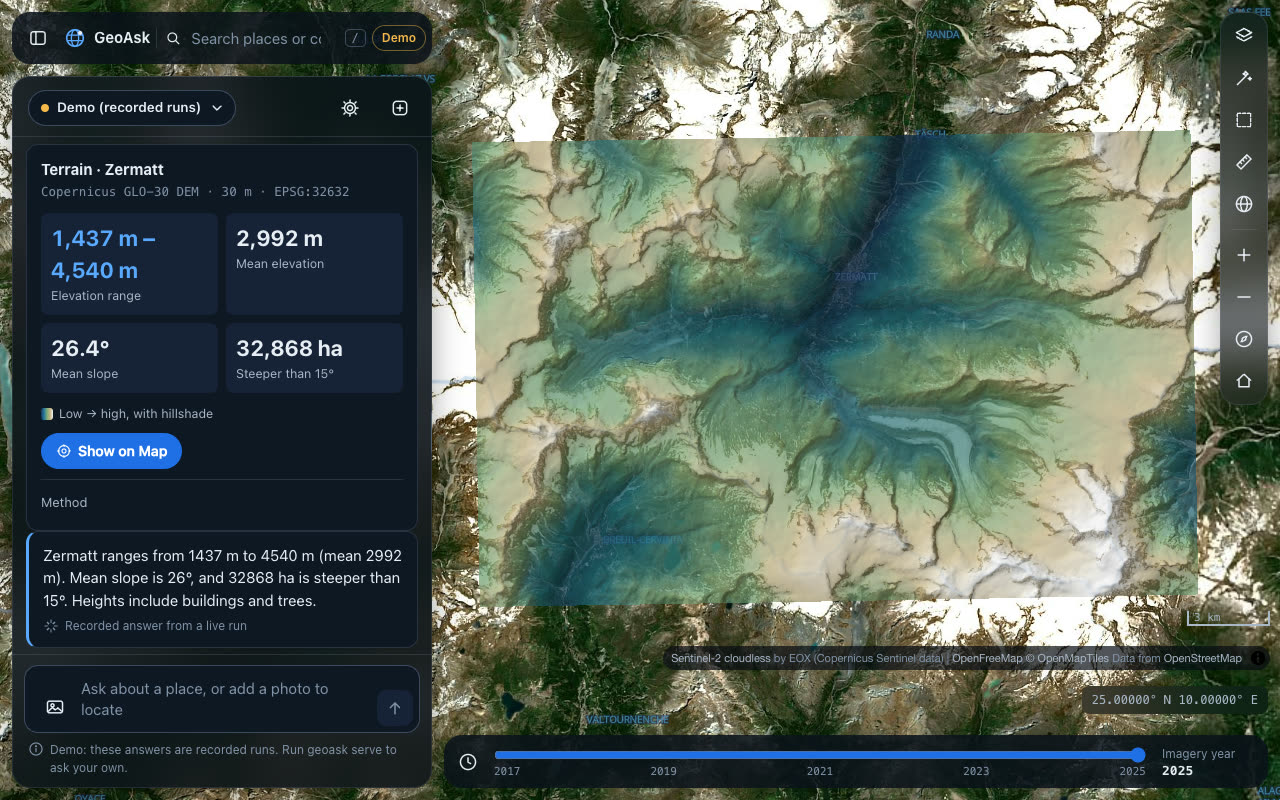 GeoAsk
Search places or co
/
Demo
Demo (recorded runs)
Terrain · Zermatt
Copernicus GLO-30 DEM · 30 m · EPSG:32632
1,437 m –
4,540 m
Elevation range
2,992 m
Mean elevation
26.4°
Mean slope
32,868 ha
Steeper than 15°
Low → high, with hillshade
Show on Map
Method
Zermatt ranges from 1437 m to 4540 m (mean 2992
m). Mean slope is 26°, and 32868 ha is steeper than
15°. Heights include buildings and trees.
Recorded answer from a live run
Ask about a place, or add a photo to
locate
Demo: these answers are recorded runs. Run geoask serve to
ask your own.
SAAS-FEE
RANDA
TÄSCH
ZERMATT
BREUIL-CERVINIA
VALTOURNENCHE
OYACE
3 km
Sentinel-2 cloudless by EOX (Copernicus Sentinel data) | OpenFreeMap © OpenMapTiles Data from OpenStreetMap
25.00000° N 10.00000° E
2017
2019
2021
2023
2025
Imagery year
2025